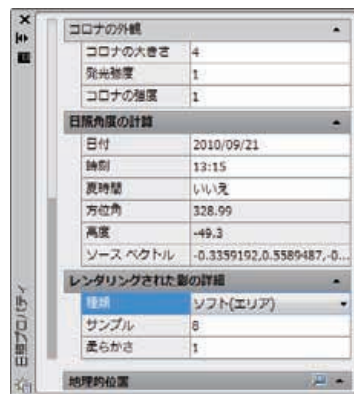 コロナの外観
コロナの大きさ 4
発光強度 1
コロナの強度 1
日照角度の計算
日付 2010/09/21
時刻 13:15
夏時間 いいえ
方位角 328.99
高度 -49.3
ソース ベクトル -0.3359192,0.5589487,-0...
レンダリングされた影の詳細
種類 ソフト(エリア)
サンプル 8
柔らかさ 1
地理的位置
日照プロパティ